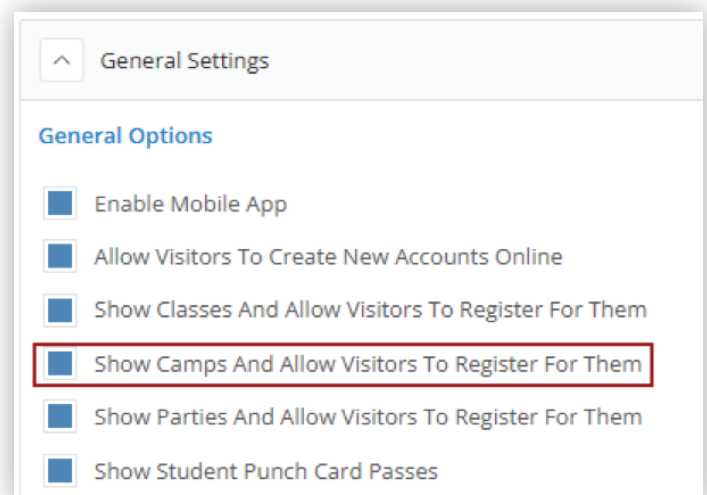 General Settings
General Options
Enable Mobile App
Allow Visitors To Create New Accounts Online
Show Classes And Allow Visitors To Register For Them
Show Camps And Allow Visitors To Register For Them
Show Parties And Allow Visitors To Register For Them
Show Student Punch Card Passes